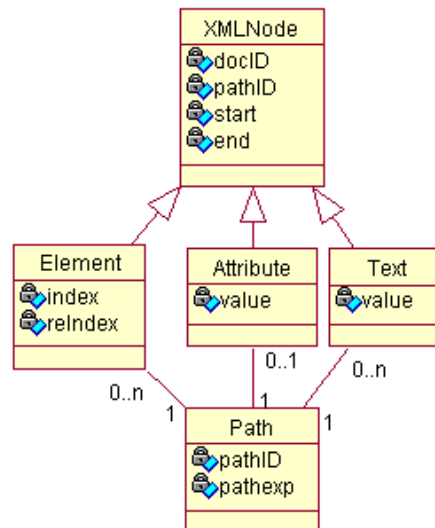 XMLNode
docID
pathID
start
end
Element
index
reIndex
Attribute
value
Text
value
0..n
1
0..1
1
0..n
1
Path
pathID
pathexp